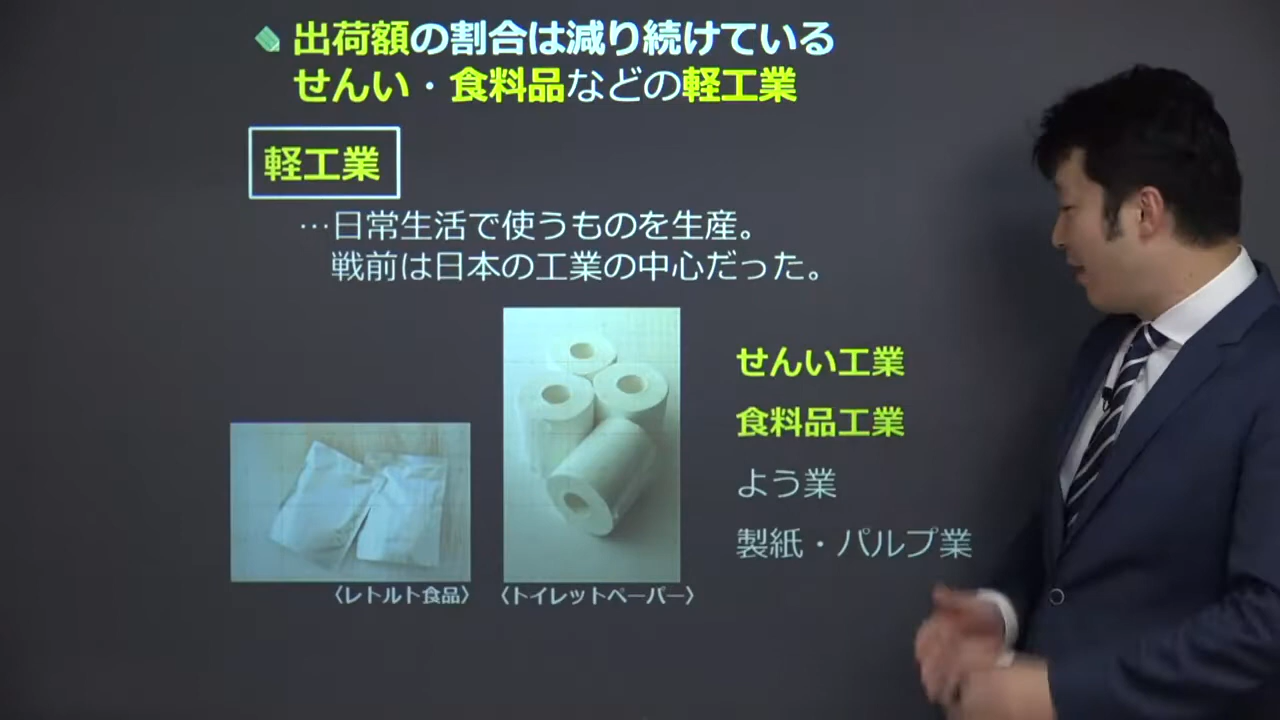 出荷額の割合は減り続けている
せんい・食料品などの軽工業
軽工業
…日常生活で使うものを生産。
戦前は日本の工業の中心だった。
せんい工業
食料品工業
よう業
製紙・パルプ業
〈レトルト食品〉
〈トイレットペーパー〉